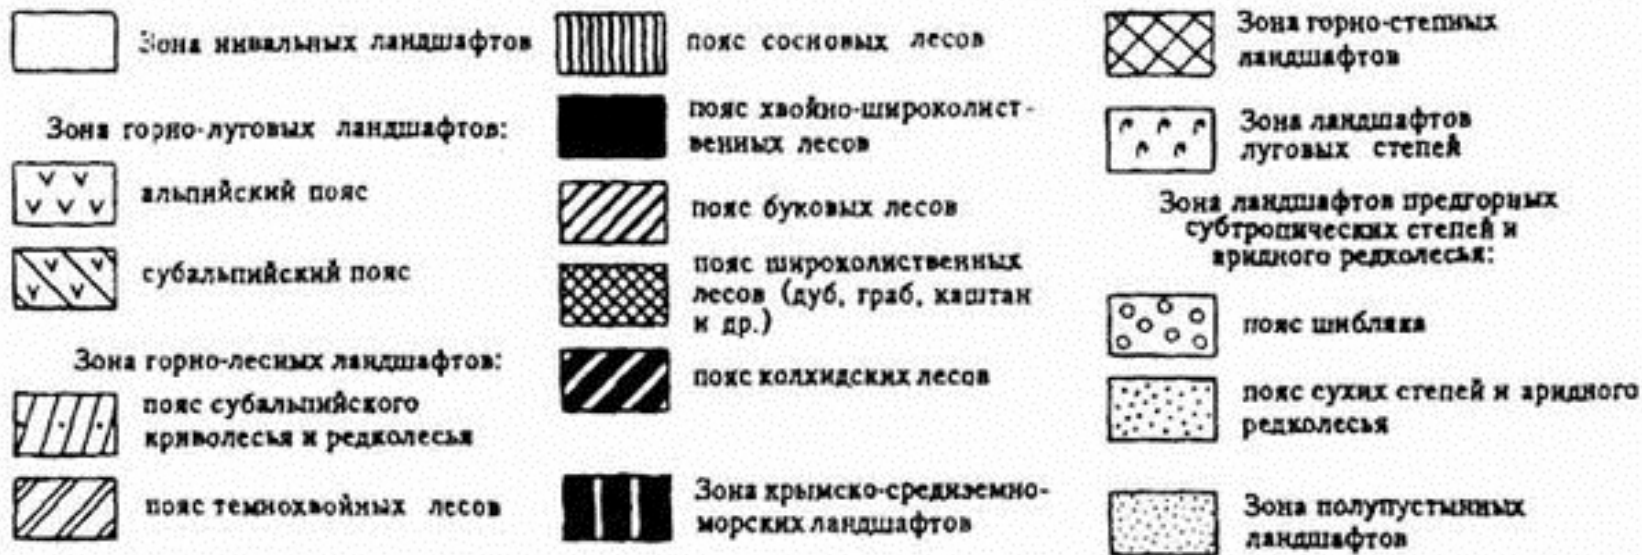 Зона нивальных ландшафтов
Зона горно-луговых ландшафтов:
альпийский пояс
субальпийский пояс
Зона горно-лесных ландшафтов:
пояс субальпийского
криволесья и редколесья
пояс темнохвойных лесов
пояс сосновых лесов
пояс хвойно-широколист-
венных лесов
пояс буковых лесов
пояс широколиственных
лесов (дуб, граб, каштан
и др.)
пояс колхидских лесов
Зона крымско-средиземно-
морских ландшафтов
Зона горно-степных
ландшафтов
Зона ландшафтов
луговых степей
Зона ландшафтов предгорных
субтропических степей и
аридного редколесья:
пояс шибляка
пояс сухих степей и аридного
редколесья
Зона полупустынных
ландшафтов